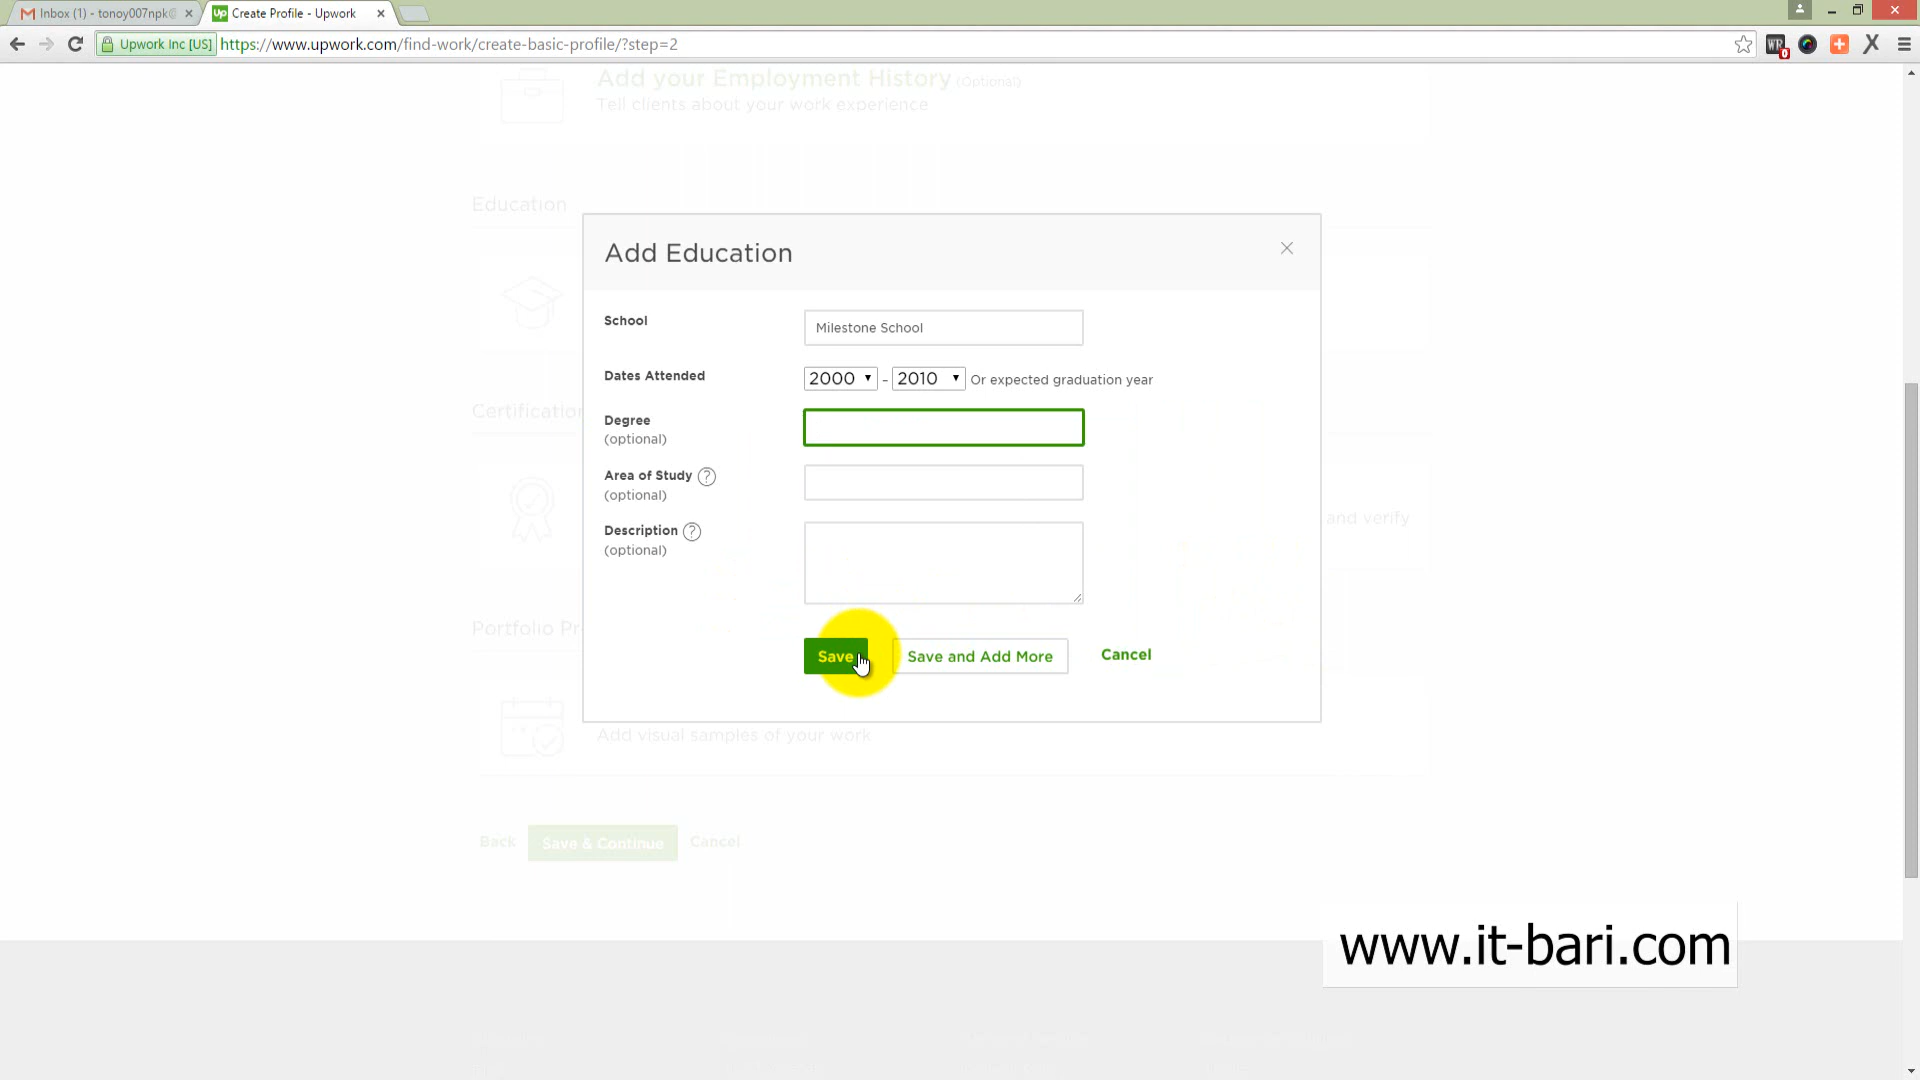 Inbox (1) - tonoy007npk@
Create Profile - Upwork
Upwork Inc [US]
https://www.upwork.com/find-work/create-basic-profile/?step=2
Add your Employment History (Optional)
Tell clients about your work experience
Education
Add Education
School
Milestone School
Dates Attended
2000 - 2010 Or expected graduation year
Degree
(optional)
Certification
Area of Study ?
(optional)
and verify
Description ?
(optional)
Portfolio Pr
Save
Save and Add More
Cancel
Add visual samples of your work
Back
Save & Continue
Cancel
www.it-bari.com